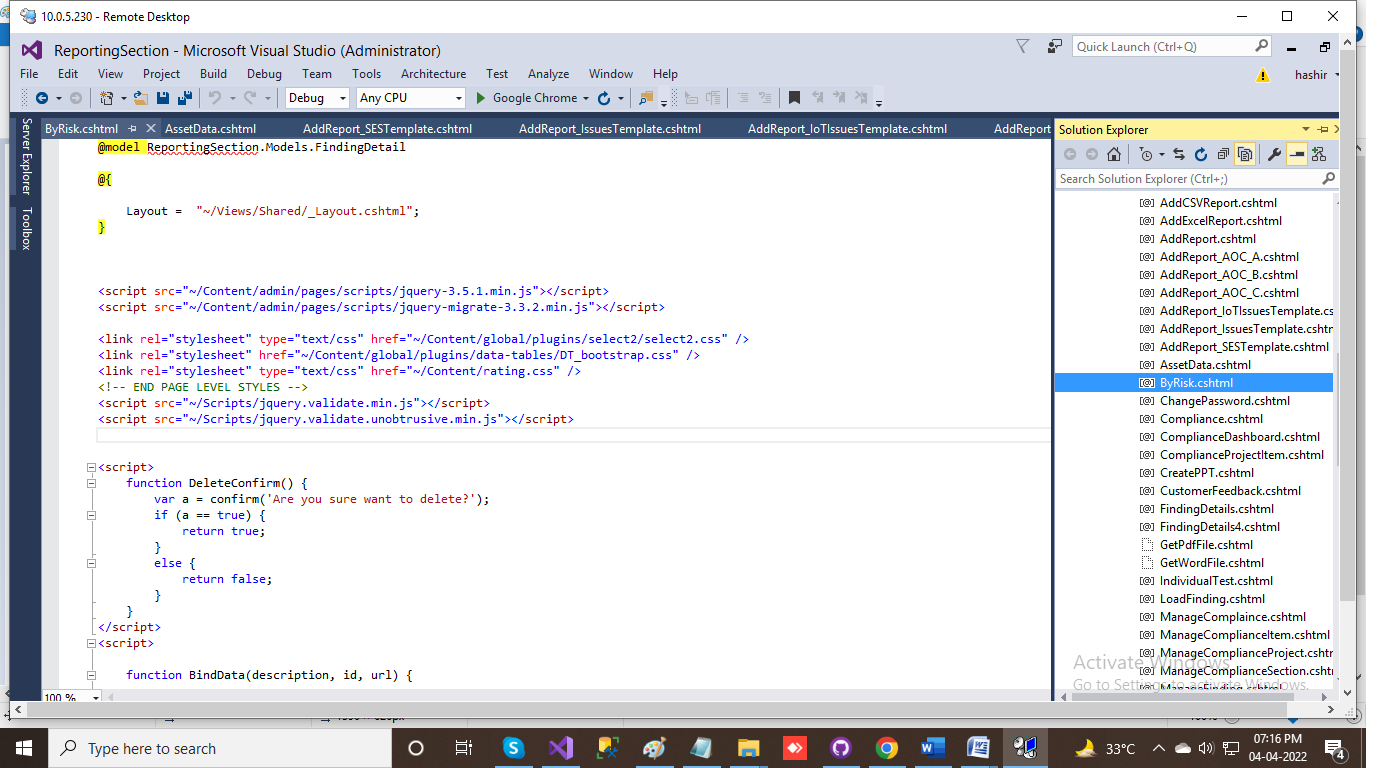 10.0.5.230 - Remote Desktop
ReportingSection - Microsoft Visual Studio (Administrator)
Quick Launch (Ctrl+Q)
File Edit View Project Build Debug Team Tools Architecture Test Analyze Window Help
hashir
Debug Any CPU Google Chrome
Server Explorer
Toolbox
ByRisk.cshtml AssetData.cshtml AddReport_SESTemplate.cshtml AddReport_IssuesTemplate.cshtml AddReport_IoTIssuesTemplate.cshtml AddReport
@model ReportingSection.Models.FindingDetail
@{
Layout = "~/Views/Shared/_Layout.cshtml";
}
<script src="~/Content/admin/pages/scripts/jquery-3.5.1.min.js"></script>
<script src="~/Content/admin/pages/scripts/jquery-migrate-3.3.2.min.js"></script>
<link rel="stylesheet" type="text/css" href="~/Content/global/plugins/select2/select2.css" />
<link rel="stylesheet" href="~/Content/global/plugins/data-tables/DT_bootstrap.css" />
<link rel="stylesheet" type="text/css" href="~/Content/rating.css" />
<!-- END PAGE LEVEL STYLES -->
<script src="~/Scripts/jquery.validate.min.js"></script>
<script src="~/Scripts/jquery.validate.unobtrusive.min.js"></script>
<script>
function DeleteConfirm() {
var a = confirm('Are you sure want to delete?');
if (a == true) {
return true;
}
else {
return false;
}
}
</script>
<script>
function BindData(description, id, url) {
100 %
Solution Explorer
Search Solution Explorer (Ctrl+;)
AddCSVReport.cshtml
AddExcelReport.cshtml
AddReport.cshtml
AddReport_AOC_A.cshtml
AddReport_AOC_B.cshtml
AddReport_AOC_C.cshtml
AddReport_IoTIssuesTemplate.cs
AddReport_IssuesTemplate.cshtm
AddReport_SESTemplate.cshtml
AssetData.cshtml
ByRisk.cshtml
ChangePassword.cshtml
Compliance.cshtml
ComplianceDashboard.cshtml
ComplianceProjectItem.cshtml
CreatePPT.cshtml
CustomerFeedback.cshtml
FindingDetails.cshtml
FindingDetails4.cshtml
GetPdfFile.cshtml
GetWordFile.cshtml
IndividualTest.cshtml
LoadFinding.cshtml
ManageComplaince.cshtml
ManageComplianceItem.cshtml
ManageComplianceProject.cshtr
ManageComplianceSection.cshtr
Activate Windows
Go to Settings to activate Windows.
Type here to search
33°C
07:16 PM
04-04-2022
4